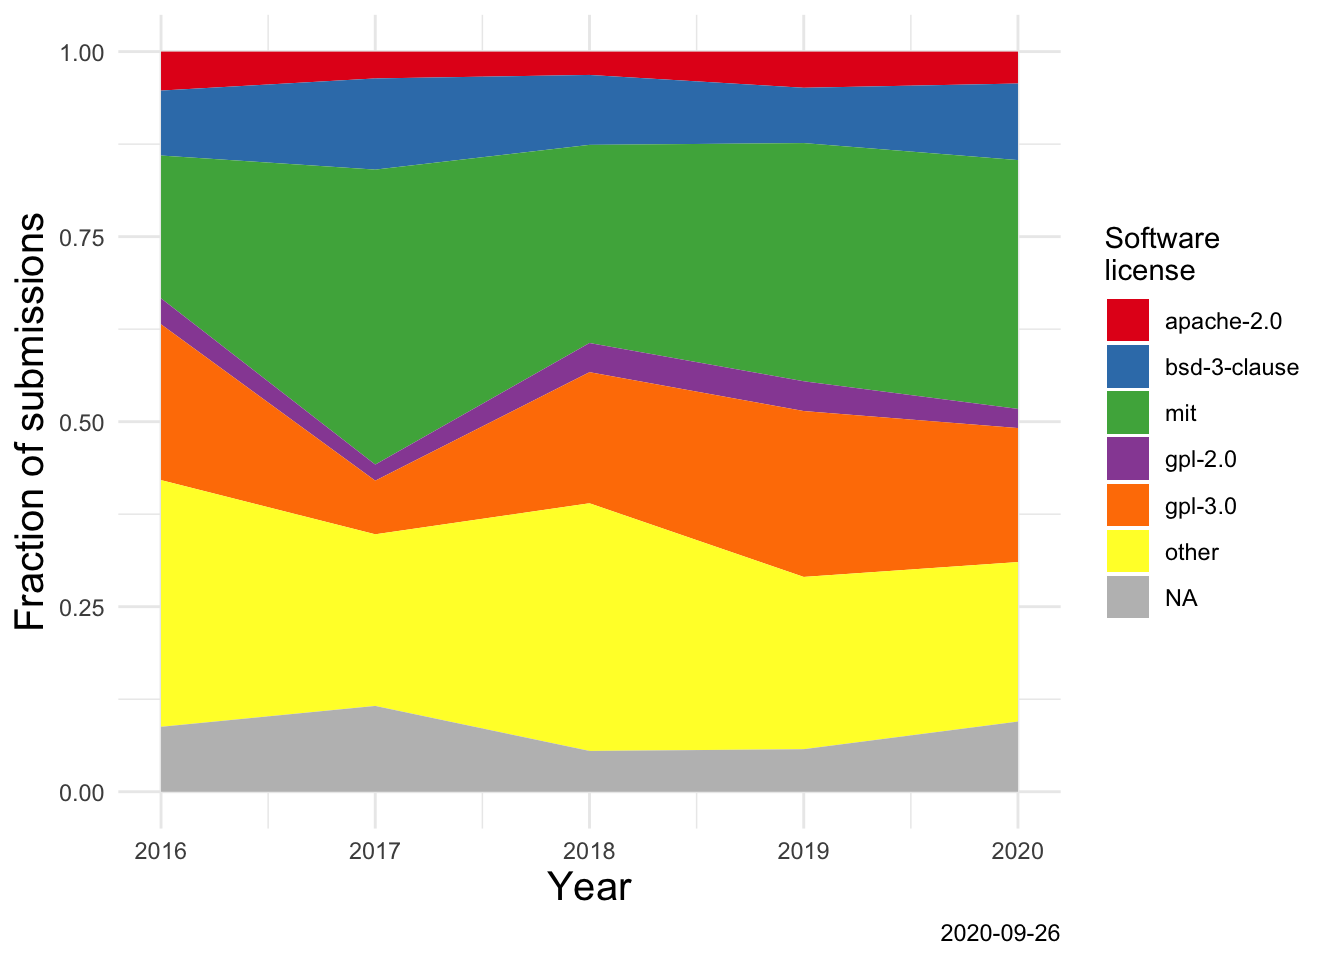 Fraction of submissions
1.00
0.75
0.50
0.25
0.00
2016 2017 2018 2019 2020
Year
2020-09-26
Software
license
apache-2.0
bsd-3-clause
mit
gpl-2.0
gpl-3.0
other
NA